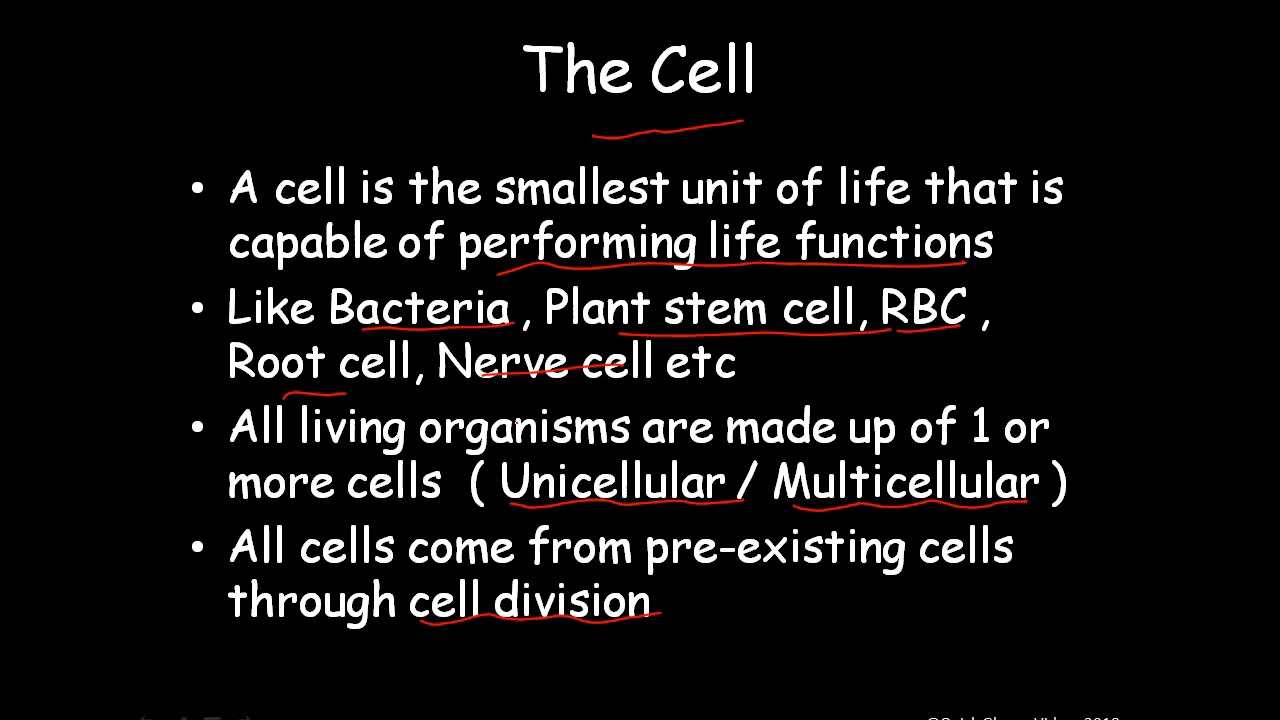 The Cell
• A cell is the smallest unit of life that is
capable of performing life functions
• Like Bacteria , Plant stem cell, RBC ,
Root cell, Nerve cell etc
• All living organisms are made up of 1 or
more cells ( Unicellular / Multicellular )
• All cells come from pre-existing cells
through cell division